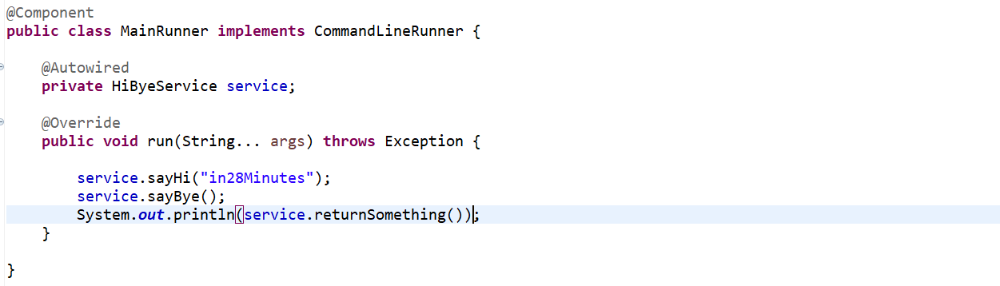 @Component
public class MainRunner implements CommandLineRunner {
@Autowired
private HiByeService service;
@Override
public void run(String... args) throws Exception {
service.sayHi("in28Minutes");
service.sayBye();
System.out.println(service.returnSomething());
}
}